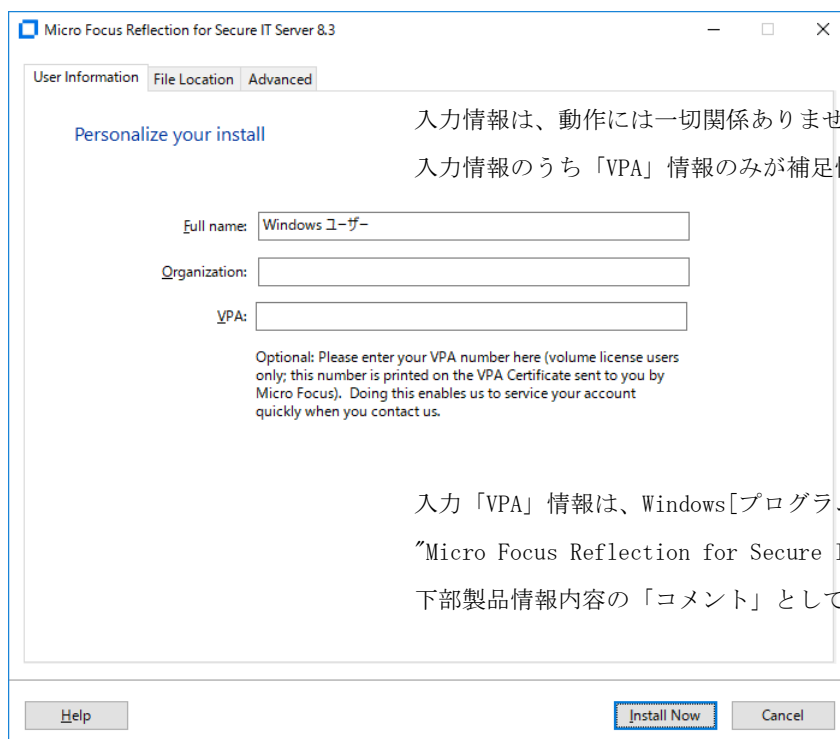 Micro Focus Reflection for Secure IT Server 8.3
User Information File Location Advanced
入力情報は、動作には一切関係ありませ
Personalize your install
入力情報のうち「VPA」情報のみが補足
Full name: Windows ユーザー
Organization:
VPA:
Optional: Please enter your VPA number here (volume license users
only; this number is printed on the VPA Certificate sent to you by
Micro Focus). Doing this enables us to service your account
quickly when you contact us.
入力「VPA」情報は、Windows[プログラ
"Micro Focus Reflection for Secure
下部製品情報内容の「コメント」として
Help Install Now Cancel